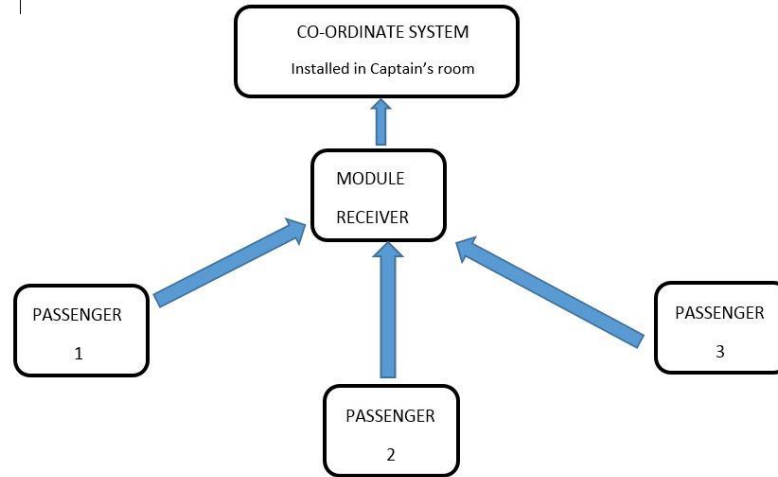 CO-ORDINATE SYSTEM
Installed in Captain's room
MODULE
RECEIVER
PASSENGER
1
PASSENGER
2
PASSENGER
3